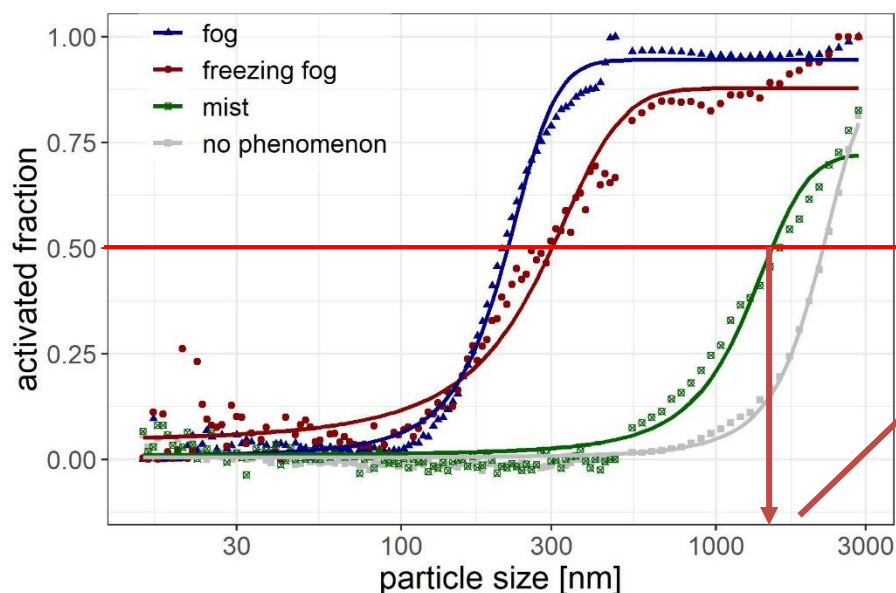 1.00
0.75
0.50
0.25
0.00
activated fraction
fog
freezing fog
mist
no phenomenon
30 100 300 1000 3000
particle size [nm]